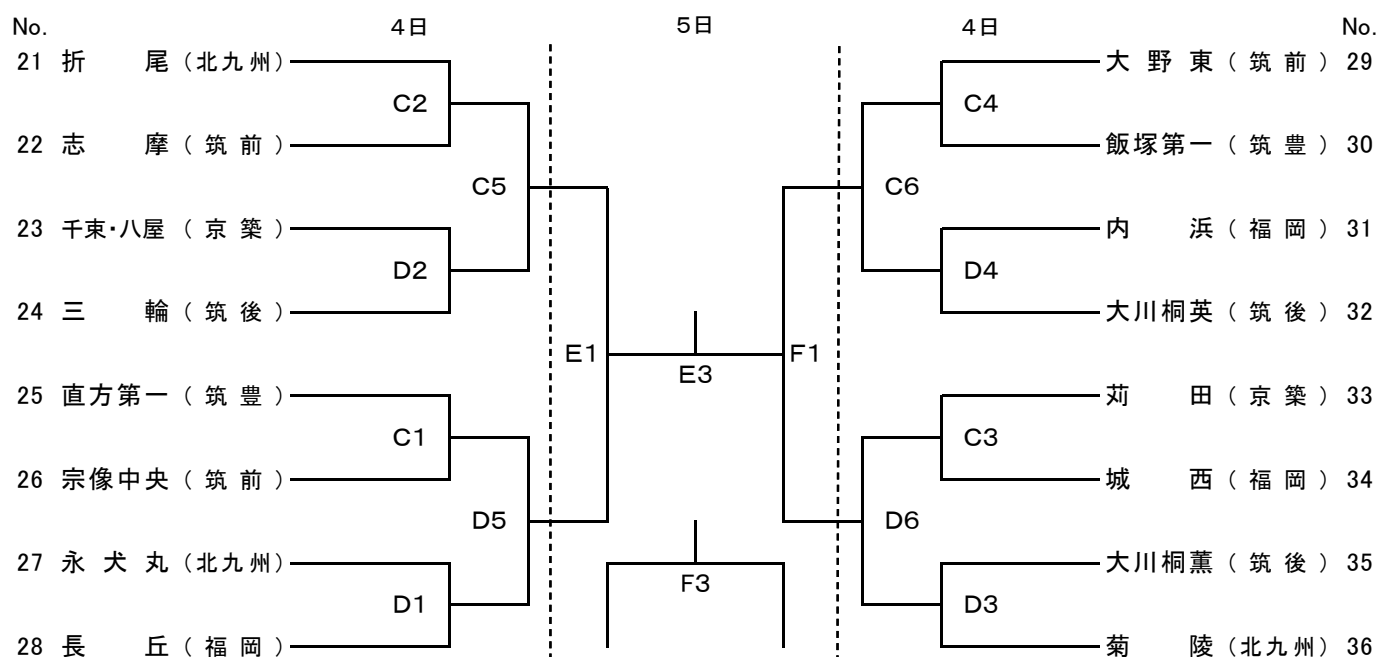 No. 4日 5日 4日 No.
21 折尾 (北九州) 大野東 (筑前) 29
C2 C4
22 志摩 (筑前) 飯塚第一 (筑豊) 30
C5 C6
23 千束・八屋 (京築) 内浜 (福岡) 31
D2 D4
24 三輪 (筑後) 大川桐英 (筑後) 32
E1 F1
E3
25 直方第一 (筑豊) 苅田 (京築) 33
C1 C3
26 宗像中央 (筑前) 城西 (福岡) 34
D5 D6
27 永犬丸 (北九州) 大川桐薫 (筑後) 35
F3
D1 D3
28 長丘 (福岡) 菊陵 (北九州) 36